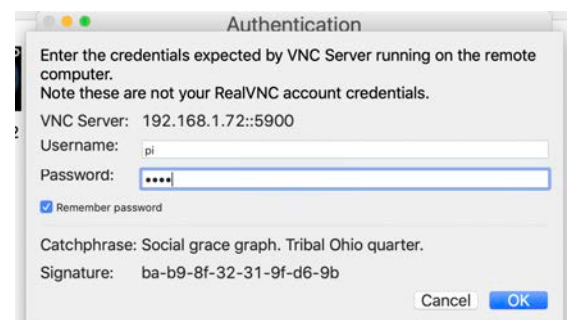 Authentication
Enter the credentials expected by VNC Server running on the remote
computer.
Note these are not your RealVNC account credentials.
VNC Server: 192.168.1.72::5900
Username: pi
Password: ••••
Remember password
Catchphrase: Social grace graph. Tribal Ohio quarter.
Signature: ba-b9-8f-32-31-9f-d6-9b
Cancel OK